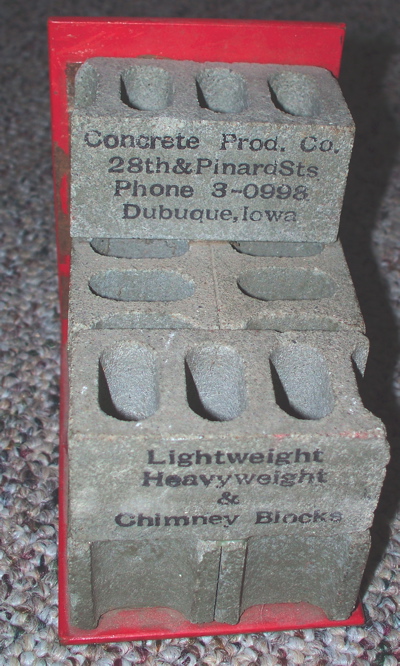 Concrete Prod. Co.
28th&PinardSts
Phone 3-0998
Dubuque, Iowa
Lightweight
Heavyweight
&
Chimney Blocks